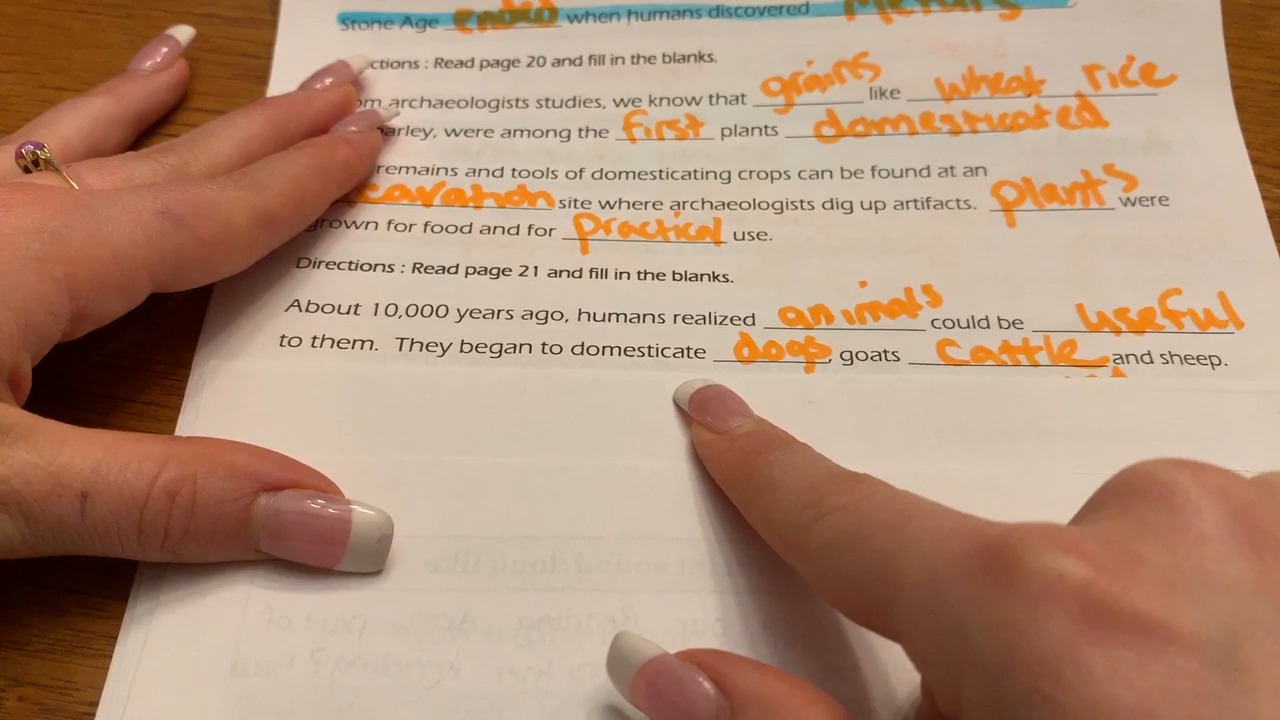 Stone Age ended when humans discovered metals
ctions : Read page 20 and fill in the blanks.
om archaeologists studies, we know that grains like wheat rice
arley, were among the first plants domesticated
remains and tools of domesticating crops can be found at an
cavation site where archaeologists dig up artifacts. plants were
grown for food and for practical use.
Directions : Read page 21 and fill in the blanks.
About 10,000 years ago, humans realized animals could be useful
to them. They began to domesticate dogs, goats cattle and sheep.